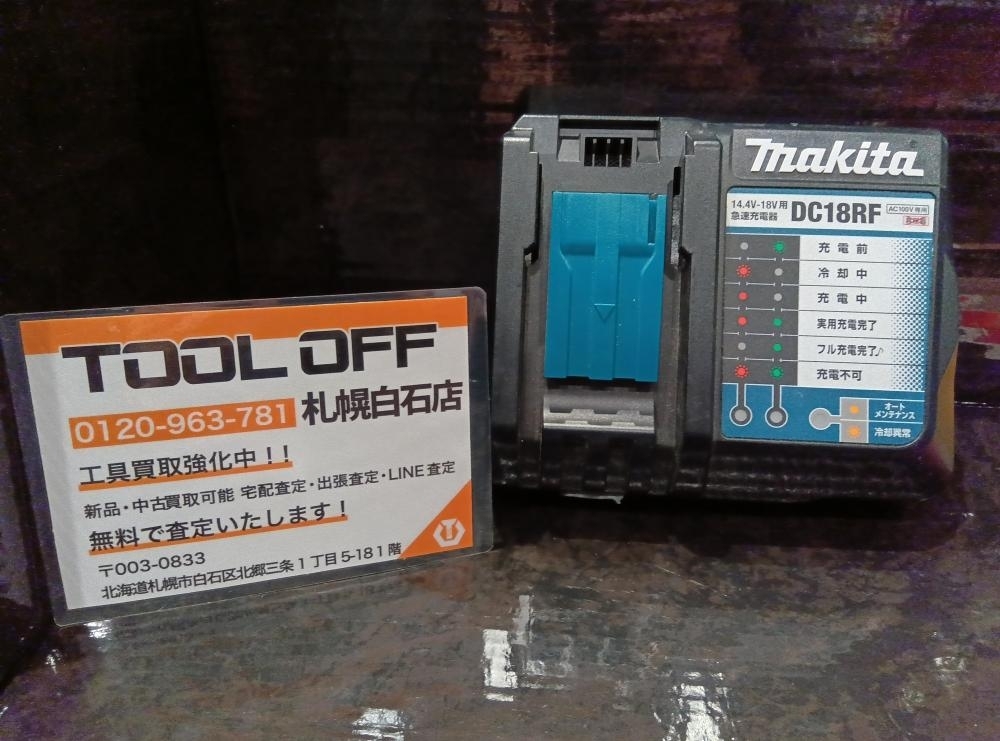 TOOL OFF
0120-963-781 札幌白石店
工具買取強化中！！
新品・中古買取可能 宅配査定・出張査定・LINE査定
無料で査定いたします！
〒003-0833
北海道札幌市白石区北郷三条1丁目5-18 1階
makita
14.4V-18V用
急速充電器 DC18RF
AC100V専用
充電前
冷却中
充電中
実用充電完了
フル充電完了♪
充電不可
オート
メンテナンス
冷却異常